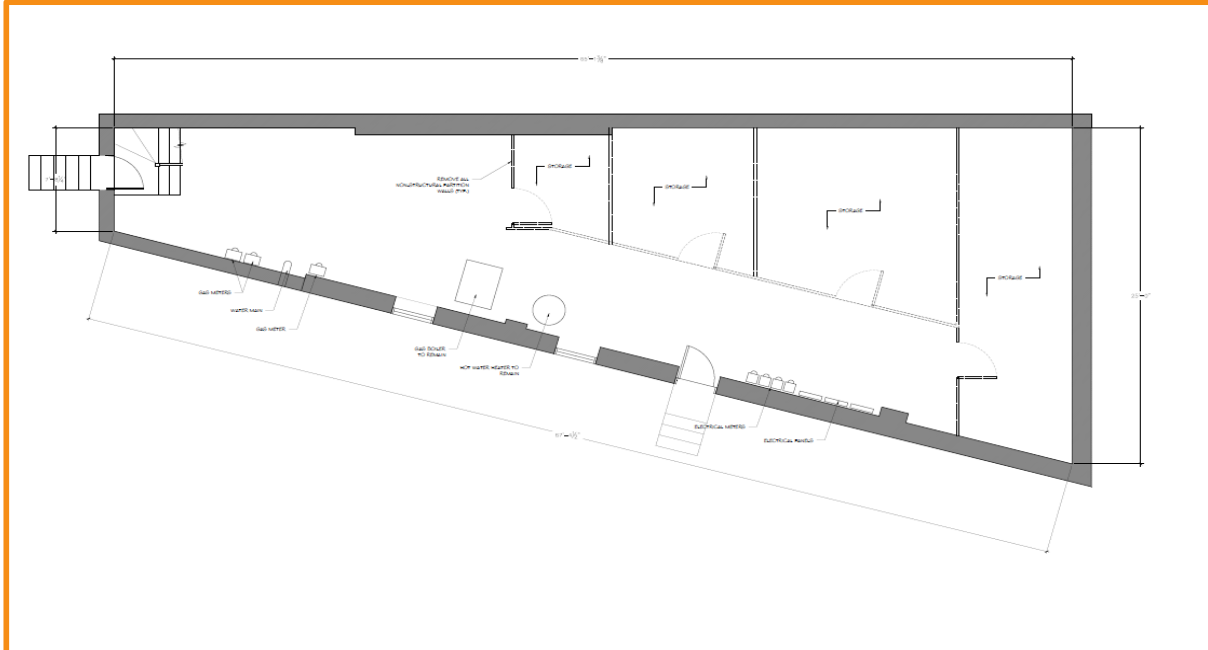 STORAGE
REMOVE ALL
NONSTRUCTURAL PARTITION
WALLS (TYP.)
STORAGE
STORAGE
STORAGE
GAS METERS
WATER MAIN
GAS METER
GAS BOILER
TO REMAIN
HOT WATER HEATER TO
REMAIN
ELECTRICAL METERS
ELECTRICAL PANELS